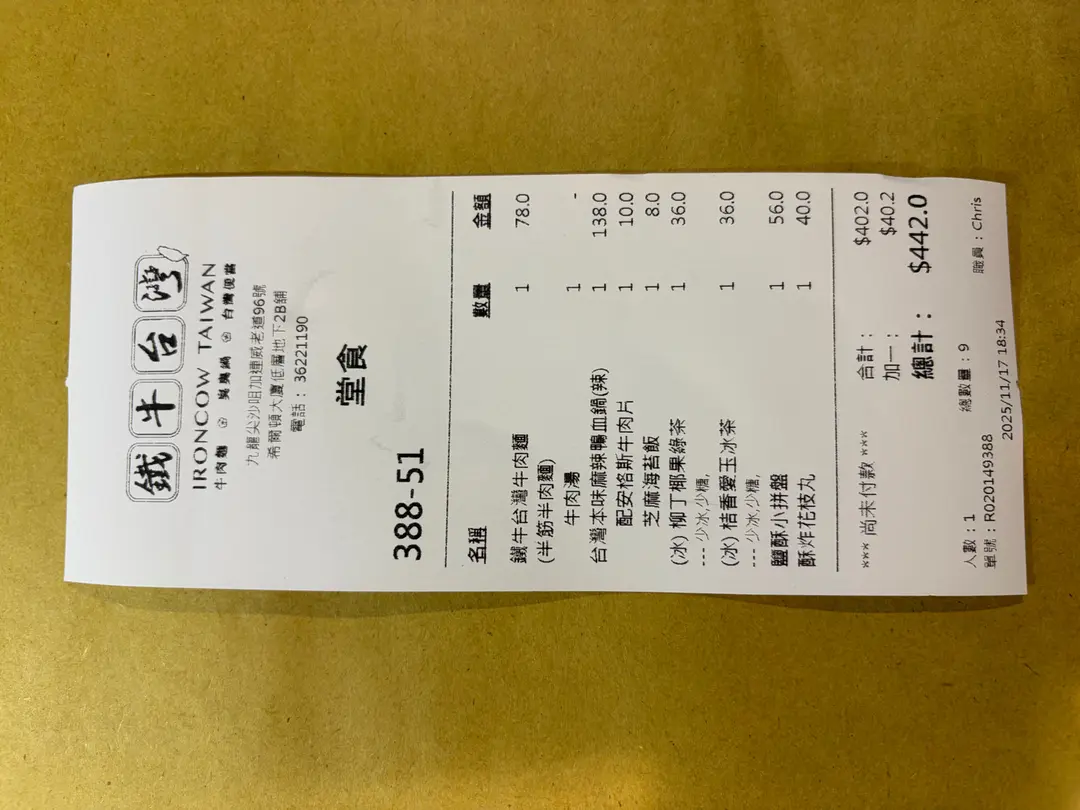 鐵牛台灣
IRONCOW TAIWAN
牛肉麵 臭臭鍋 台灣便當
九龍尖沙咀加連威老道96號
希爾頓大廈低層地下2B舖
電話：36221190
堂食
388-51
名稱 數量 金額
鐵牛台灣牛肉麵 1 78.0
(半筋半肉麵)
牛肉湯 1 -
台灣本味麻辣鴨血鍋(辣) 1 138.0
配安格斯牛肉片 1 10.0
芝麻海苔飯 1 8.0
(冰) 柳丁椰果綠茶 1 36.0
--- 少冰,少糖,
(冰) 桔香愛玉冰茶 1 36.0
--- 少冰,少糖,
鹽酥小拼盤 1 56.0
酥炸花枝丸 1 40.0
合計： $402.0
*** 尚未付款 *** 加一： $40.2
總計： $442.0
人數：1 總數量：9 職員：Chris
單號：R020149388 2025/11/17 18:34